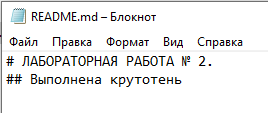 README.md – Блокнот
Файл Правка Формат Вид Справка
# ЛАБОРАТОРНАЯ РАБОТА № 2.
## Выполнена крутотень